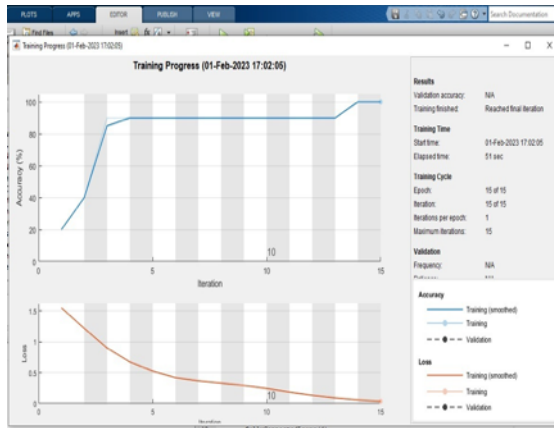 PLOTS APPS EDITOR PUBLISH VIEW
Search Documentation
Find Files Insert fx
Training Progress (01-Feb-2023 17:02:05)
Training Progress (01-Feb-2023 17:02:05)
100
80
60
40
20
0
Accuracy (%)
10
0 5 10 15
Iteration
1.5
1
0.5
0
Loss
10
0 5 10 15
Iteration
Results
Validation accuracy: N/A
Training finished: Reached final iteration
Training Time
Start time: 01-Feb-2023 17:02:05
Elapsed time: 51 sec
Training Cycle
Epoch: 15 of 15
Iteration: 15 of 15
Iterations per epoch: 1
Maximum iterations: 15
Validation
Frequency: N/A
Accuracy
Training (smoothed)
Training
Validation
Loss
Training (smoothed)
Training
Validation